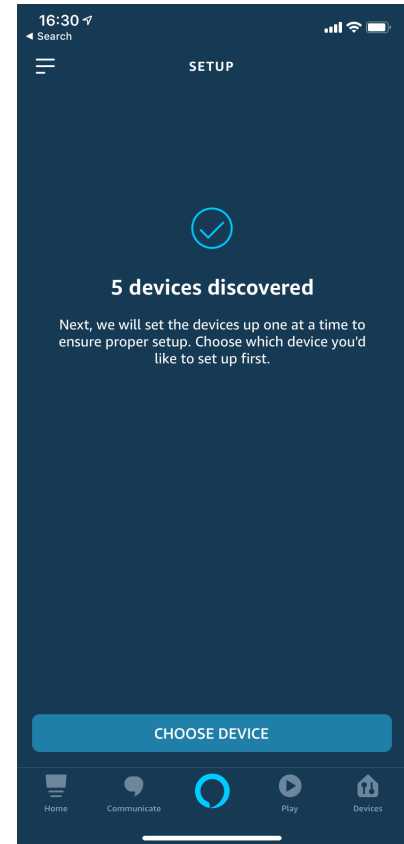 16:30
Search
SETUP
5 devices discovered
Next, we will set the devices up one at a time to
ensure proper setup. Choose which device you'd
like to set up first.
CHOOSE DEVICE
Home
Communicate
Play
Devices